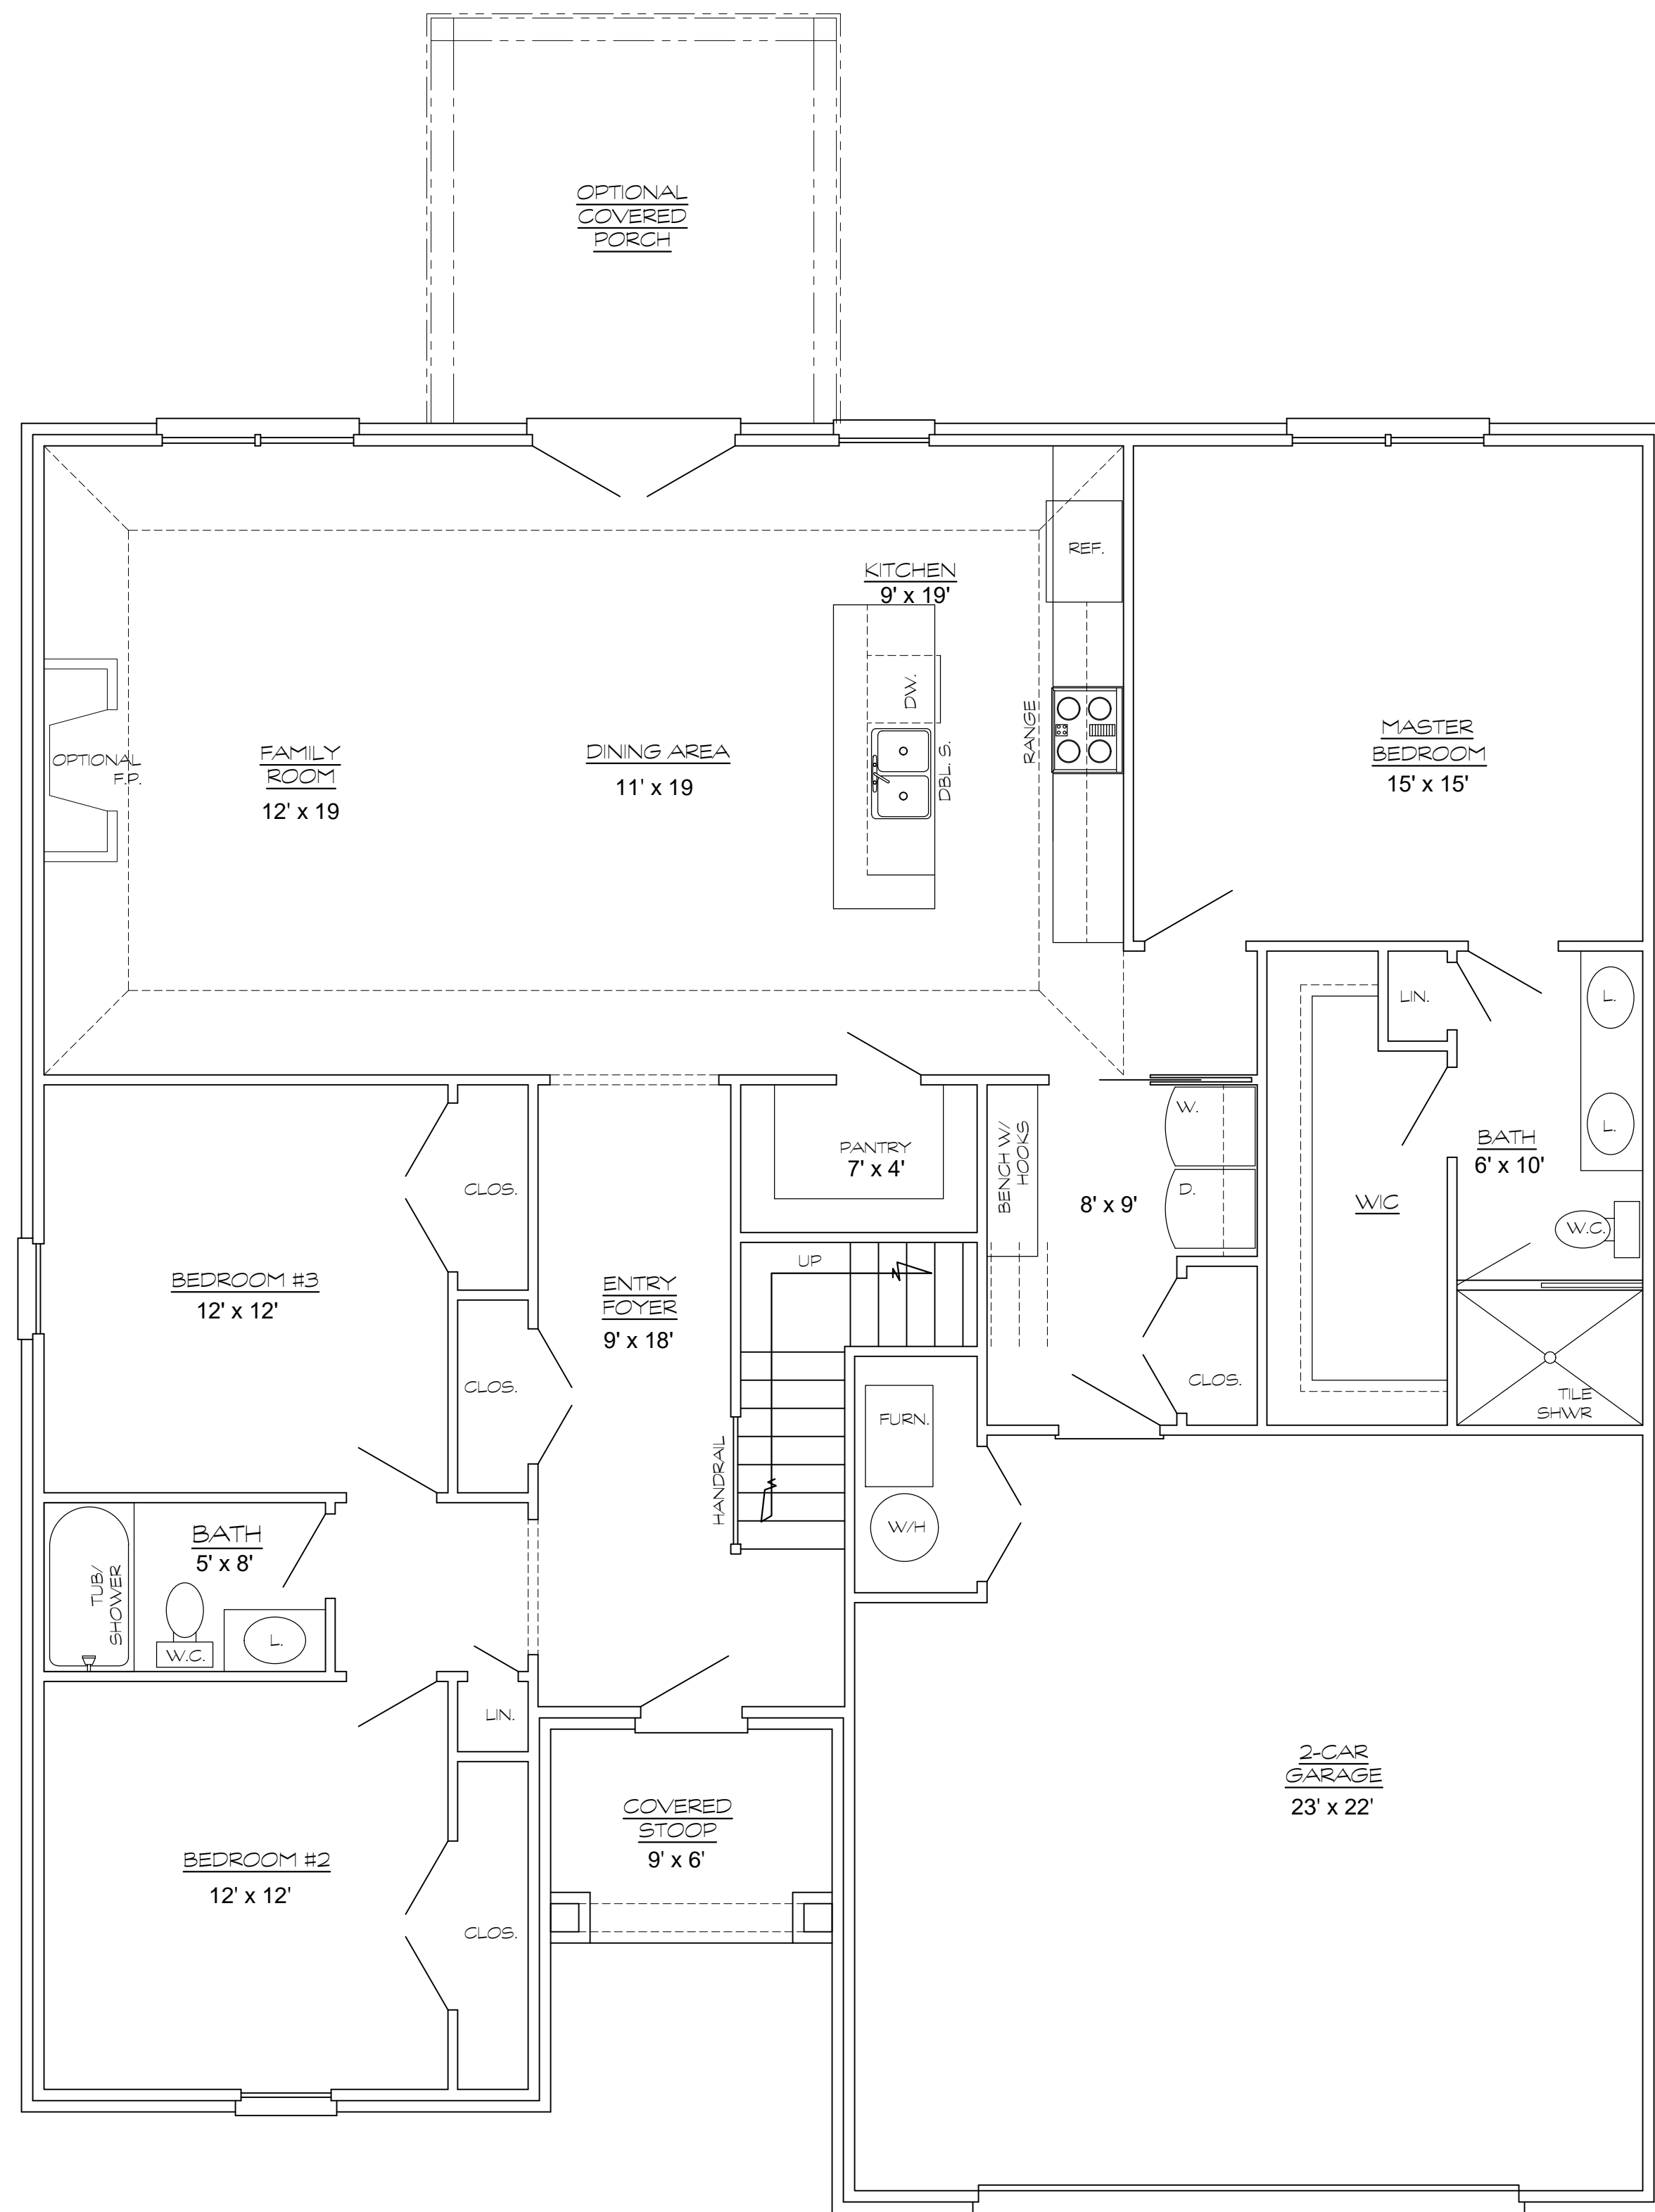 OPTIONAL
COVERED
PORCH
KITCHEN
9' x 19'
REF.
DW.
DBL. S.
RANGE
OPTIONAL
F.P.
FAMILY
ROOM
12' x 19
DINING AREA
11' x 19
MASTER
BEDROOM
15' x 15'
LIN.
L.
L.
BATH
6' x 10'
W.C.
WIC
TILE
SHWR
PANTRY
7' x 4'
BENCH W/
HOOKS
W.
D.
8' x 9'
CLOS.
CLOS.
BEDROOM #3
12' x 12'
CLOS.
ENTRY
FOYER
9' x 18'
UP
HANDRAIL
FURN.
W/H
BATH
5' x 8'
TUB/
SHOWER
W.C.
L.
LIN.
BEDROOM #2
12' x 12'
CLOS.
COVERED
STOOP
9' x 6'
2-CAR
GARAGE
23' x 22'